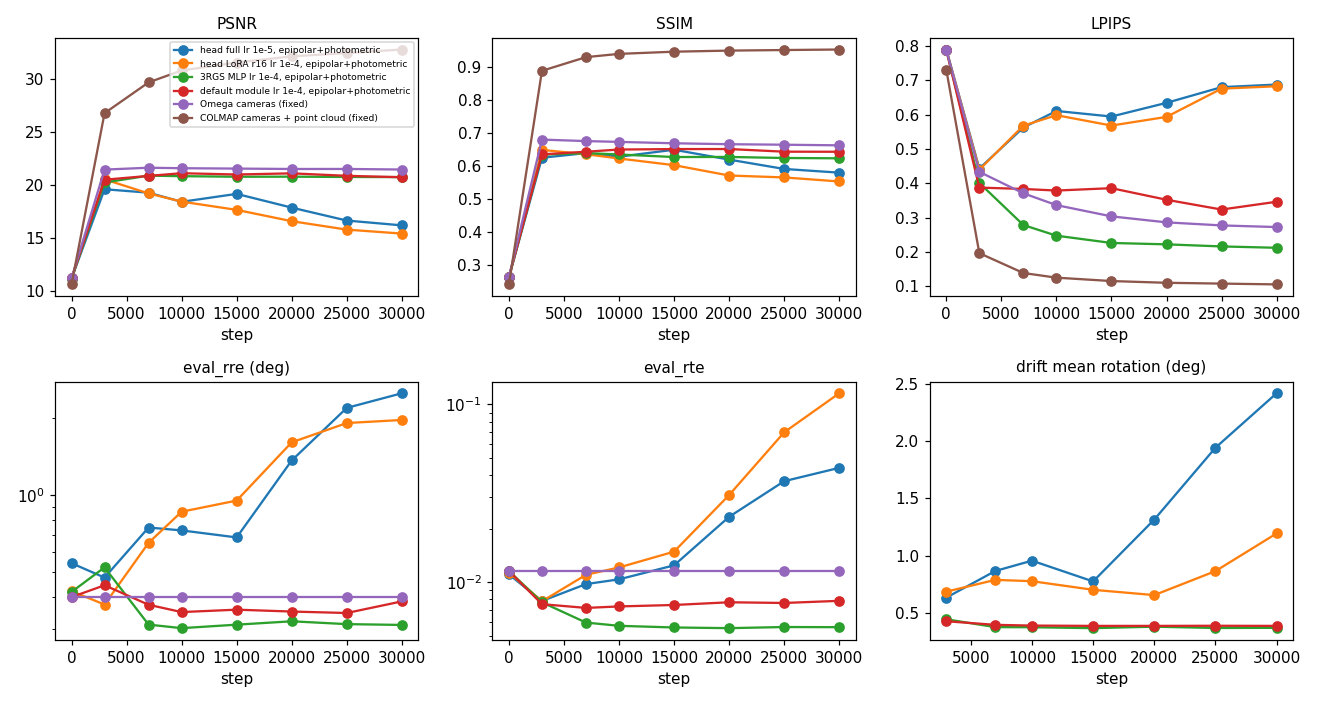 PSNR
head full lr 1e-5, epipolar+photometric
head LoRA r16 lr 1e-4, epipolar+photometric
3RGS MLP lr 1e-4, epipolar+photometric
default module lr 1e-4, epipolar+photometric
Omega cameras (fixed)
COLMAP cameras + point cloud (fixed)
30
25
20
15
10
0 5000 10000 15000 20000 25000 30000
step
SSIM
0.9
0.8
0.7
0.6
0.5
0.4
0.3
0 5000 10000 15000 20000 25000 30000
step
LPIPS
0.8
0.7
0.6
0.5
0.4
0.3
0.2
0.1
0 5000 10000 15000 20000 25000 30000
step
eval_rre (deg)
10⁰
0 5000 10000 15000 20000 25000 30000
step
eval_rte
10⁻¹
10⁻²
0 5000 10000 15000 20000 25000 30000
step
drift mean rotation (deg)
2.5
2.0
1.5
1.0
0.5
5000 10000 15000 20000 25000 30000
step